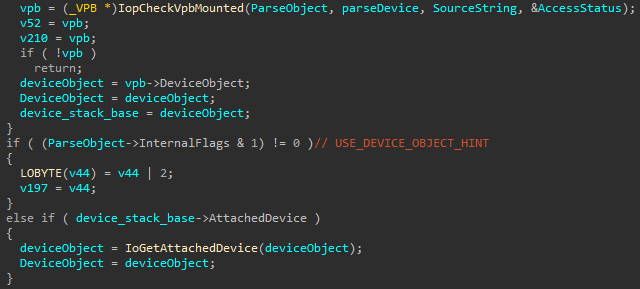 vpb = (_VPB *)IopCheckVpbMounted(ParseObject, parseDevice, SourceString, &AccessStatus);
v52 = vpb;
v210 = vpb;
if ( !vpb )
return;
deviceObject = vpb->DeviceObject;
DeviceObject = deviceObject;
device_stack_base = deviceObject;
}
if ( (ParseObject->InternalFlags & 1) != 0 )// USE_DEVICE_OBJECT_HINT
{
LOBYTE(v44) = v44 | 2;
v197 = v44;
}
else if ( device_stack_base->AttachedDevice )
{
deviceObject = IoGetAttachedDevice(deviceObject);
DeviceObject = deviceObject;
}